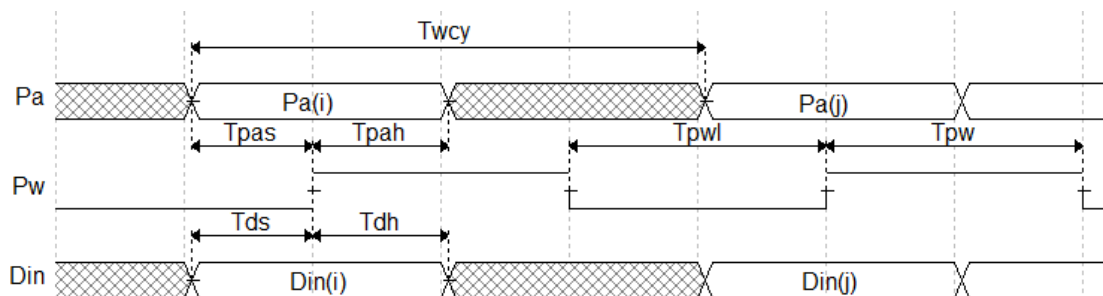 Twcy
Pa Pa(i) Pa(j)
Tpas Tpah Tpwl Tpw
Pw
Tds Tdh
Din Din(i) Din(j)